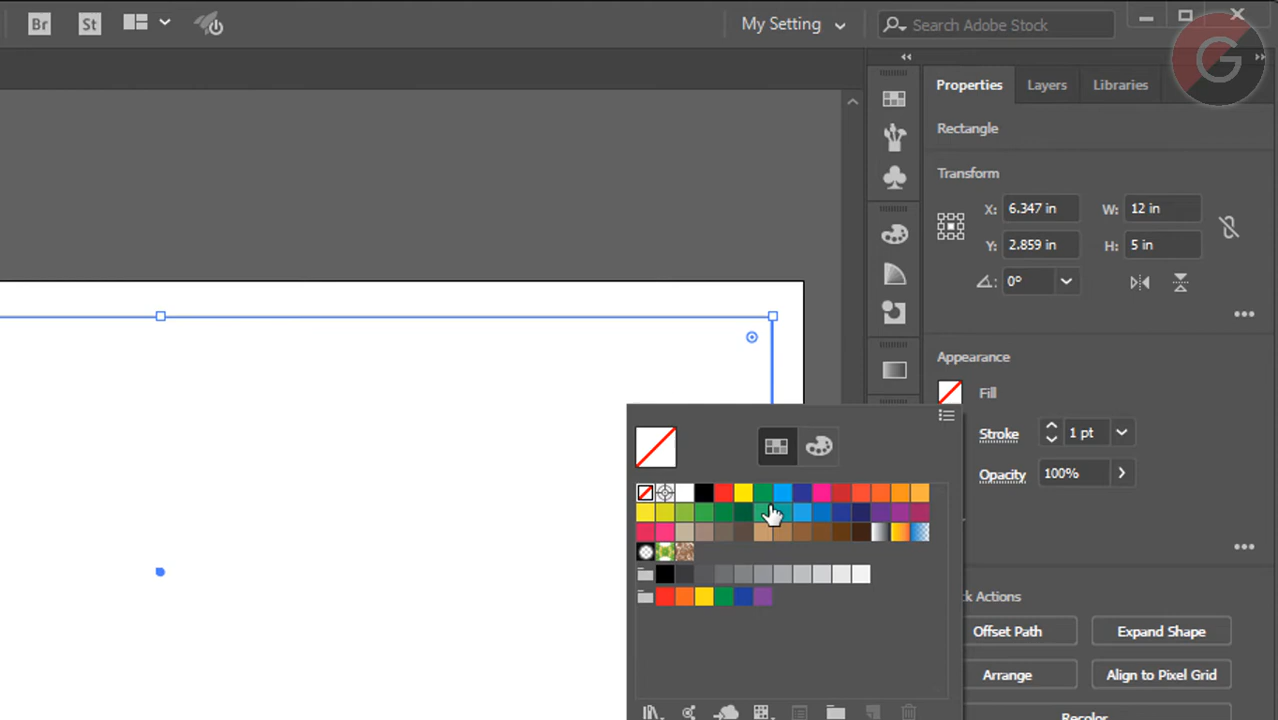 Br St My Setting Search Adobe Stock
G
Properties Layers Libraries
Rectangle
Transform
X: 6.347 in W: 12 in
Y: 2.859 in H: 5 in
0°
Appearance
Fill
Stroke 1 pt
Opacity 100%
k Actions
Offset Path Expand Shape
Arrange Align to Pixel Grid
Recolor